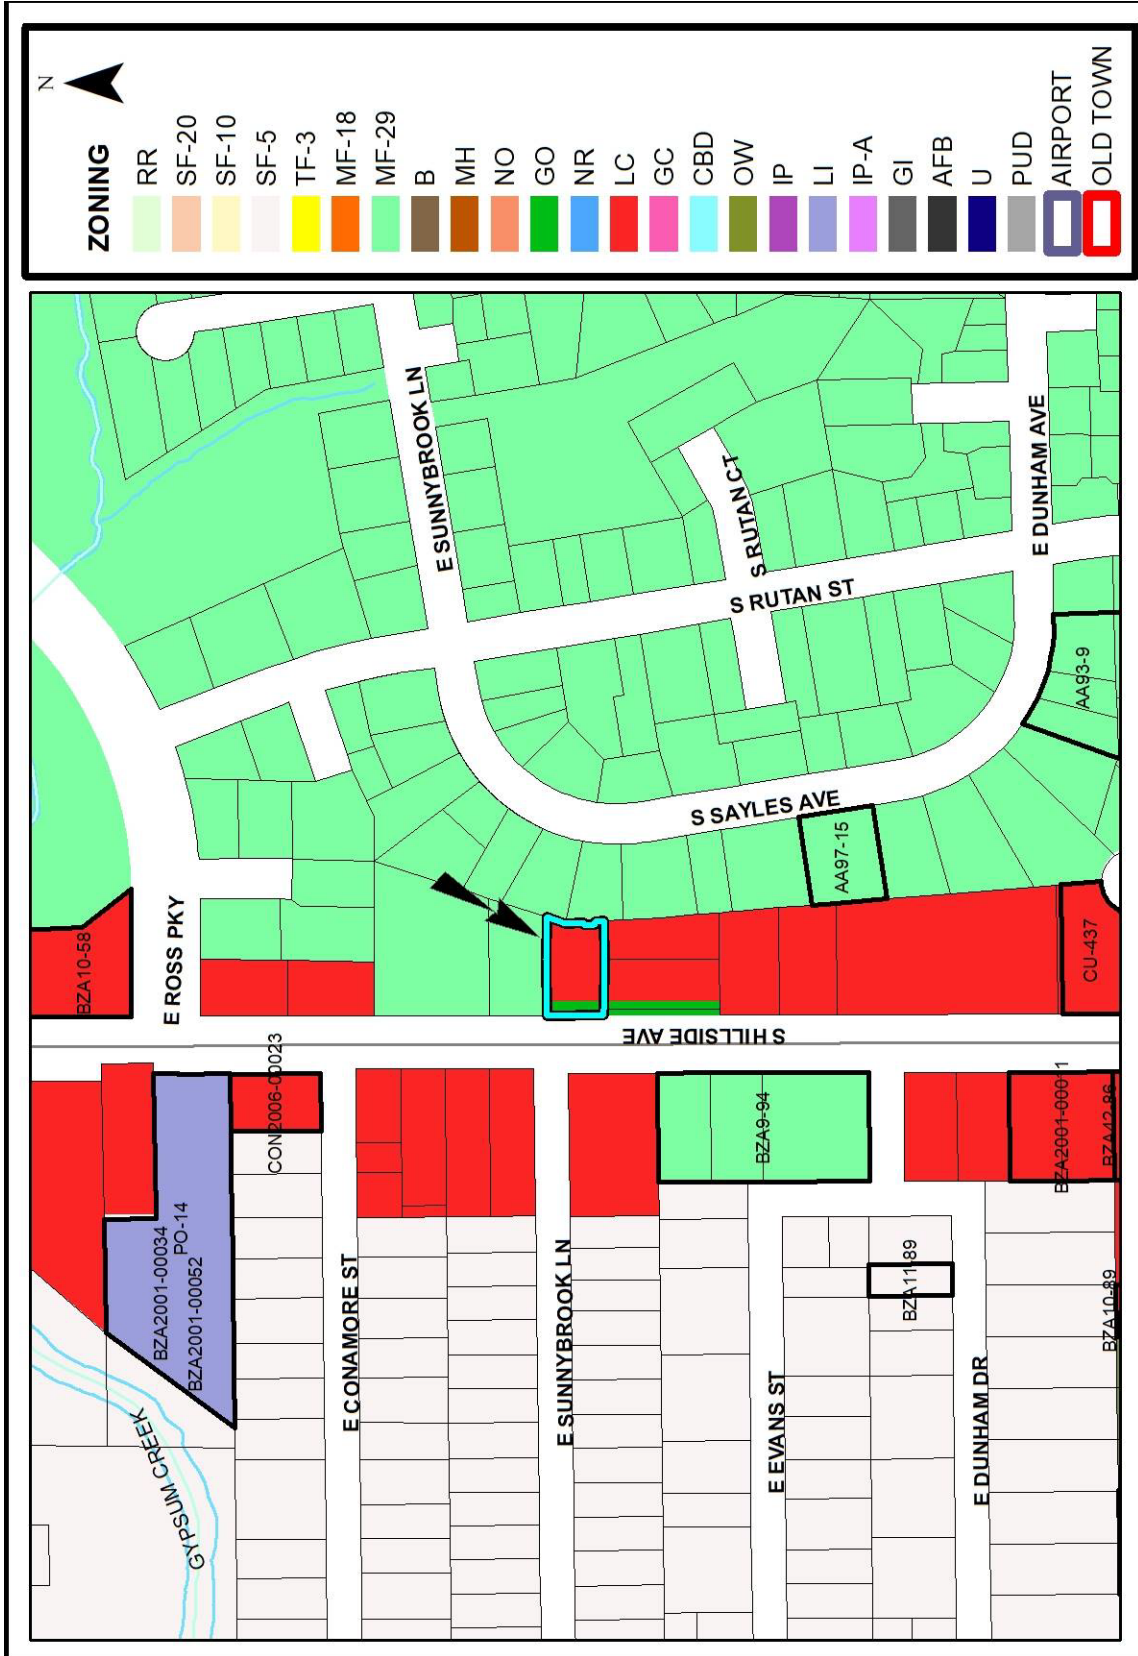 N
ZONING
RR
SF-20
SF-10
SF-5
TF-3
MF-18
MF-29
B
MH
NO
GO
NR
LC
GC
CBD
OW
IP
LI
IP-A
GI
AFB
U
PUD
AIRPORT
OLD TOWN
E SUNNYBROOK LN
S RUTAN CT
S RUTAN ST
E DUNHAM AVE
AA93-9
S SAYLES AVE
AA97-15
E ROSS PKY
BZA10-58
CU-437
S HILLSIDE AVE
CON2006-00023
BZA9-94
BZA2001-00011
BZA42-86
BZA2001-00034
PO-14
BZA2001-00052
E CONAMORE ST
E SUNNYBROOK LN
BZA11-89
BZA10-89
E EVANS ST
E DUNHAM DR
GYPSUM CREEK